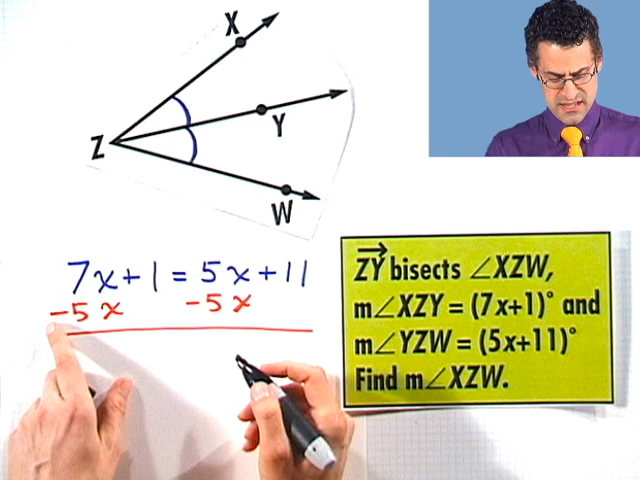 X
Y
Z
W
7x+1 = 5x+11
-5x -5x
ZY bisects ∠XZW,
m∠XZY = (7x+1)° and
m∠YZW = (5x+11)°
Find m∠XZW.